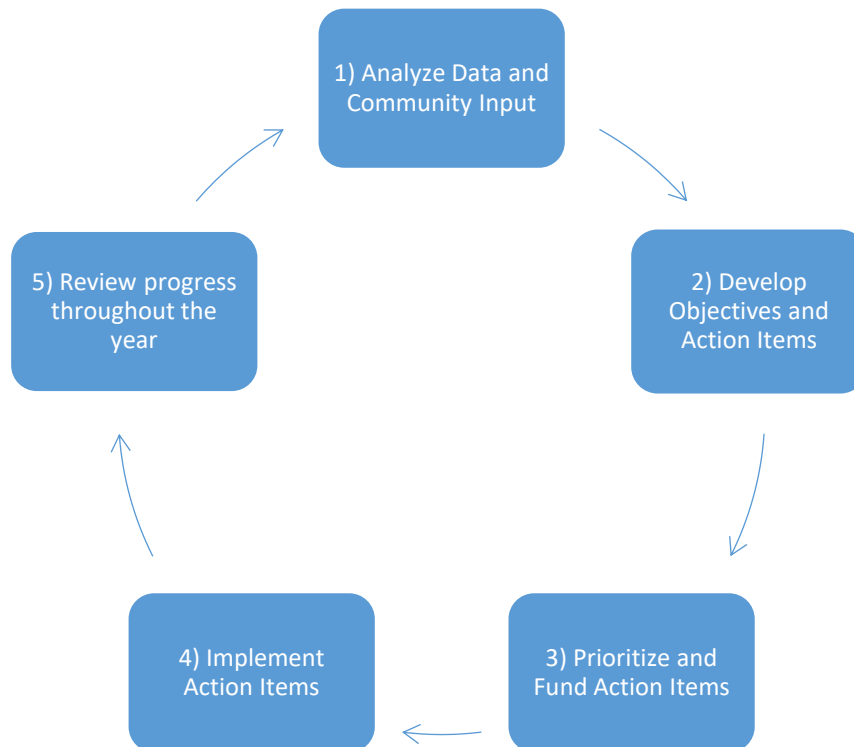 1) Analyze Data and
Community Input
2) Develop
Objectives and
Action Items
3) Prioritize and
Fund Action Items
4) Implement
Action Items
5) Review progress
throughout the
year